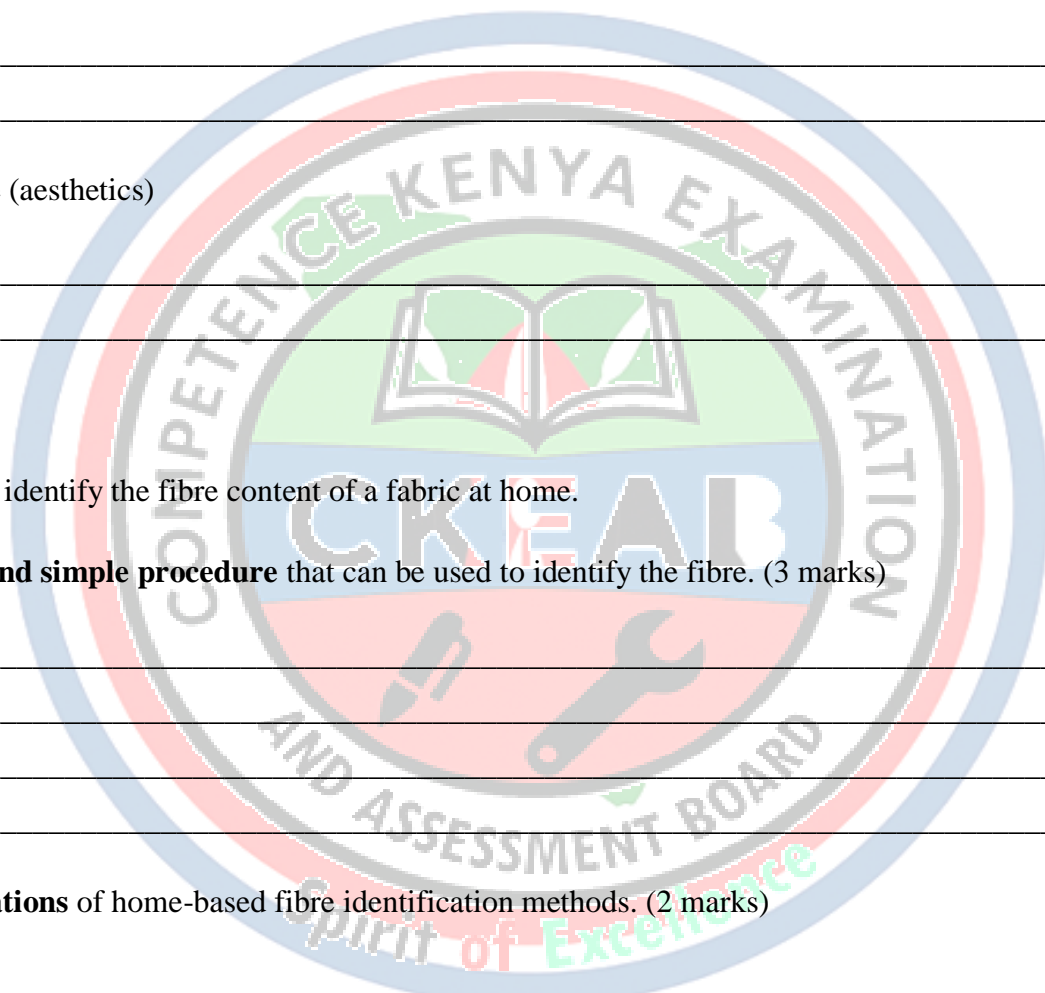 (aesthetics)
identify the fibre content of a fabric at home.
nd simple procedure that can be used to identify the fibre. (3 marks)
ations of home-based fibre identification methods. (2 marks)
COMPETENCE KENYA EXAMINATION
CKEAB
AND ASSESSMENT BOARD
Spirit of Excellence